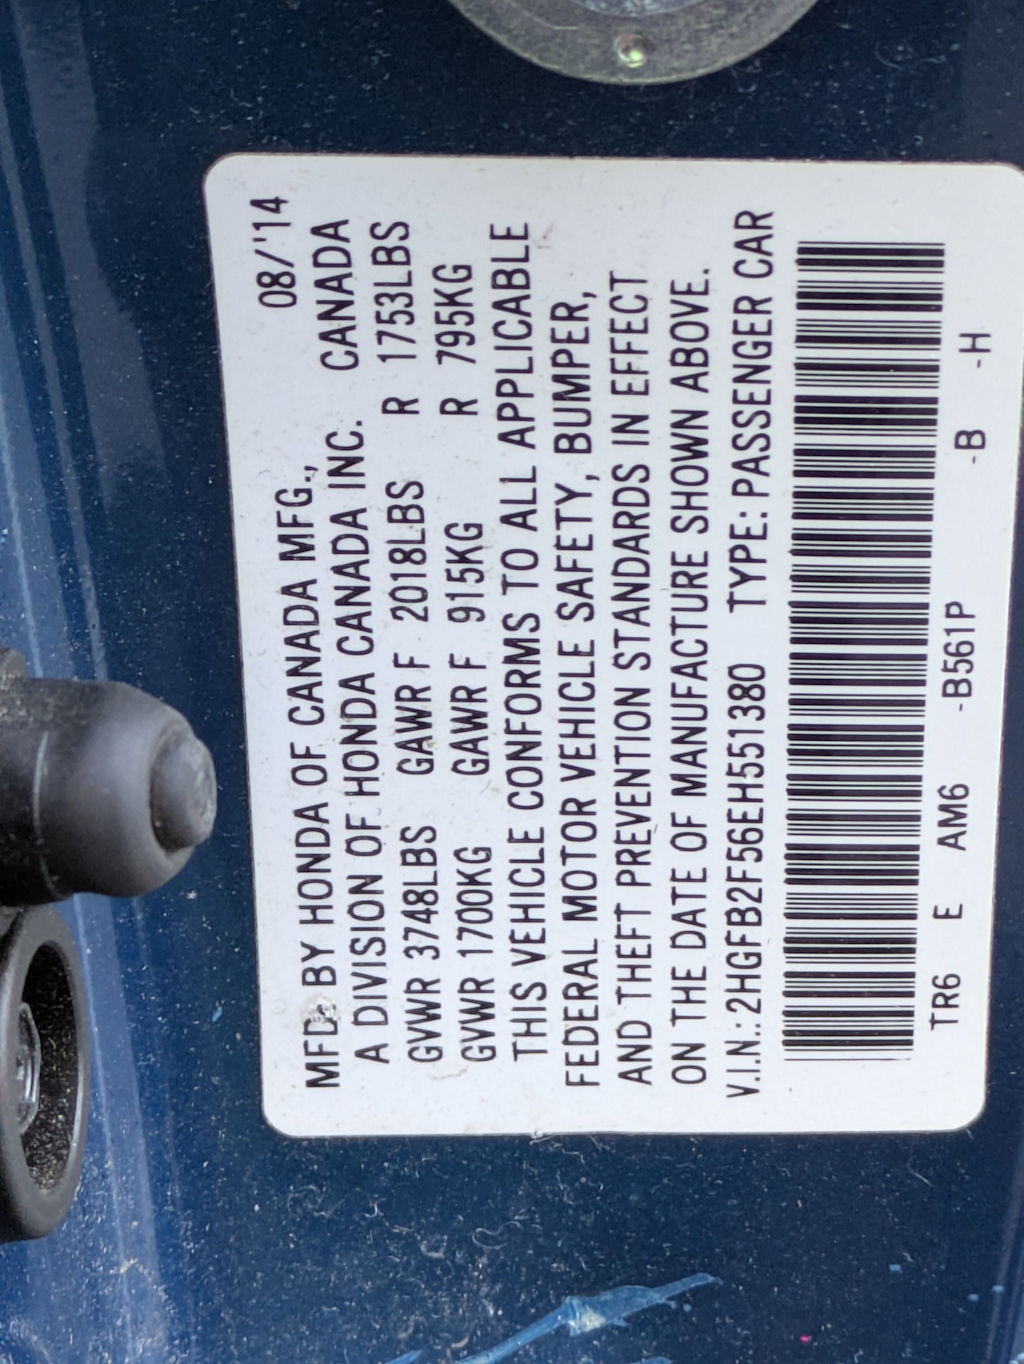 MFD. BY HONDA OF CANADA MFG., 08/'14
A DIVISION OF HONDA CANADA INC. CANADA
GVWR 3748LBS GAWR F 2018LBS R 1753LBS
GVWR 1700KG GAWR F 915KG R 795KG
THIS VEHICLE CONFORMS TO ALL APPLICABLE
FEDERAL MOTOR VEHICLE SAFETY, BUMPER,
AND THEFT PREVENTION STANDARDS IN EFFECT
ON THE DATE OF MANUFACTURE SHOWN ABOVE.
V.I.N.: 2HGFB2F56EH551380 TYPE: PASSENGER CAR
TR6 E AM6 -B561P -B -H